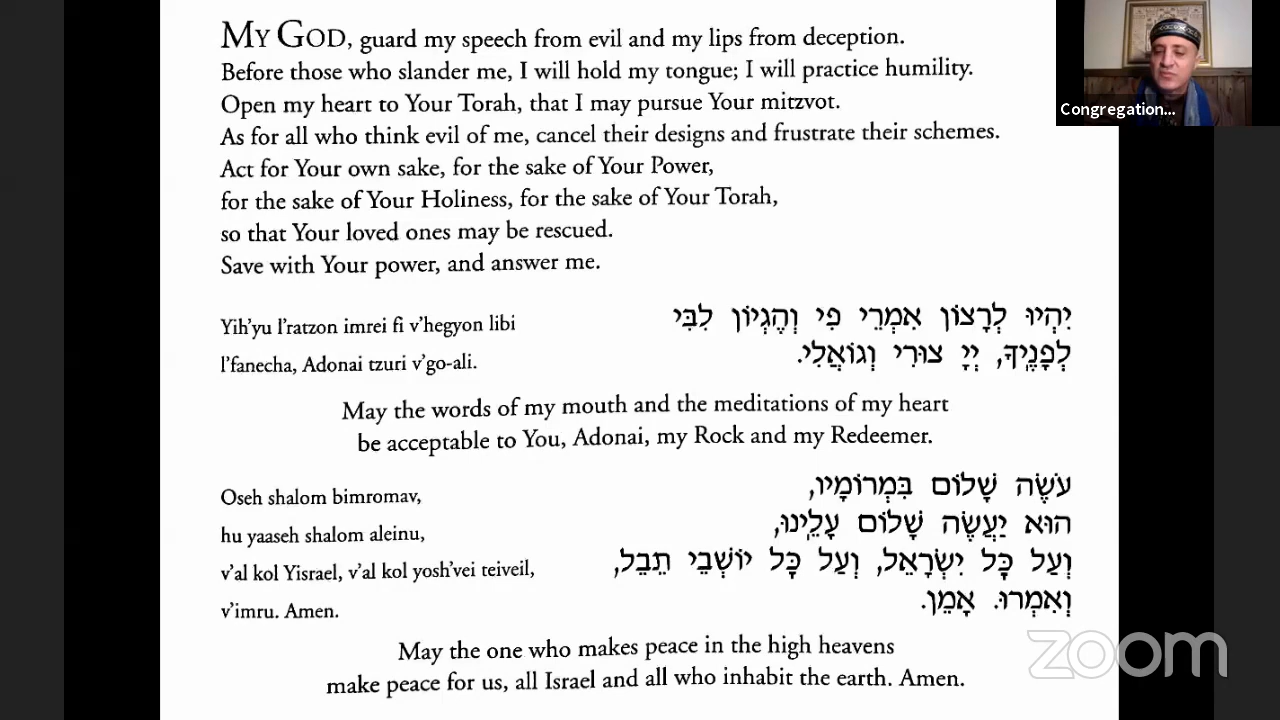 MY GOD, guard my speech from evil and my lips from deception.
Before those who slander me, I will hold my tongue; I will practice humility.
Open my heart to Your Torah, that I may pursue Your mitzvot.
As for all who think evil of me, cancel their designs and frustrate their schemes.
Act for Your own sake, for the sake of Your Power,
for the sake of Your Holiness, for the sake of Your Torah,
so that Your loved ones may be rescued.
Save with Your power, and answer me.
Congregation...
יִהְיוּ לְרָצוֹן אִמְרֵי פִי וְהֶגְיוֹן לִבִּי
לְפָנֶֽיךָ, יְיָ צוּרִי וְגוֹאֲלִי.
Yih'yu l'ratzon imrei fi v'hegyon libi
l'fanecha, Adonai tzuri v'go-ali.
May the words of my mouth and the meditations of my heart
be acceptable to You, Adonai, my Rock and my Redeemer.
עֹשֶׂה שָׁלוֹם בִּמְרוֹמָיו,
הוּא יַעֲשֶׂה שָׁלוֹם עָלֵֽינוּ,
וְעַל כׇּל יִשְׂרָאֵל, וְעַל כׇּל יוֹשְׁבֵי תֵבֵל,
וְאִמְרוּ. אָמֵן.
Oseh shalom bimromav,
hu yaaseh shalom aleinu,
v'al kol Yisrael, v'al kol yosh'vei teiveil,
v'imru. Amen.
May the one who makes peace in the high heavens
make peace for us, all Israel and all who inhabit the earth. Amen.
zoom